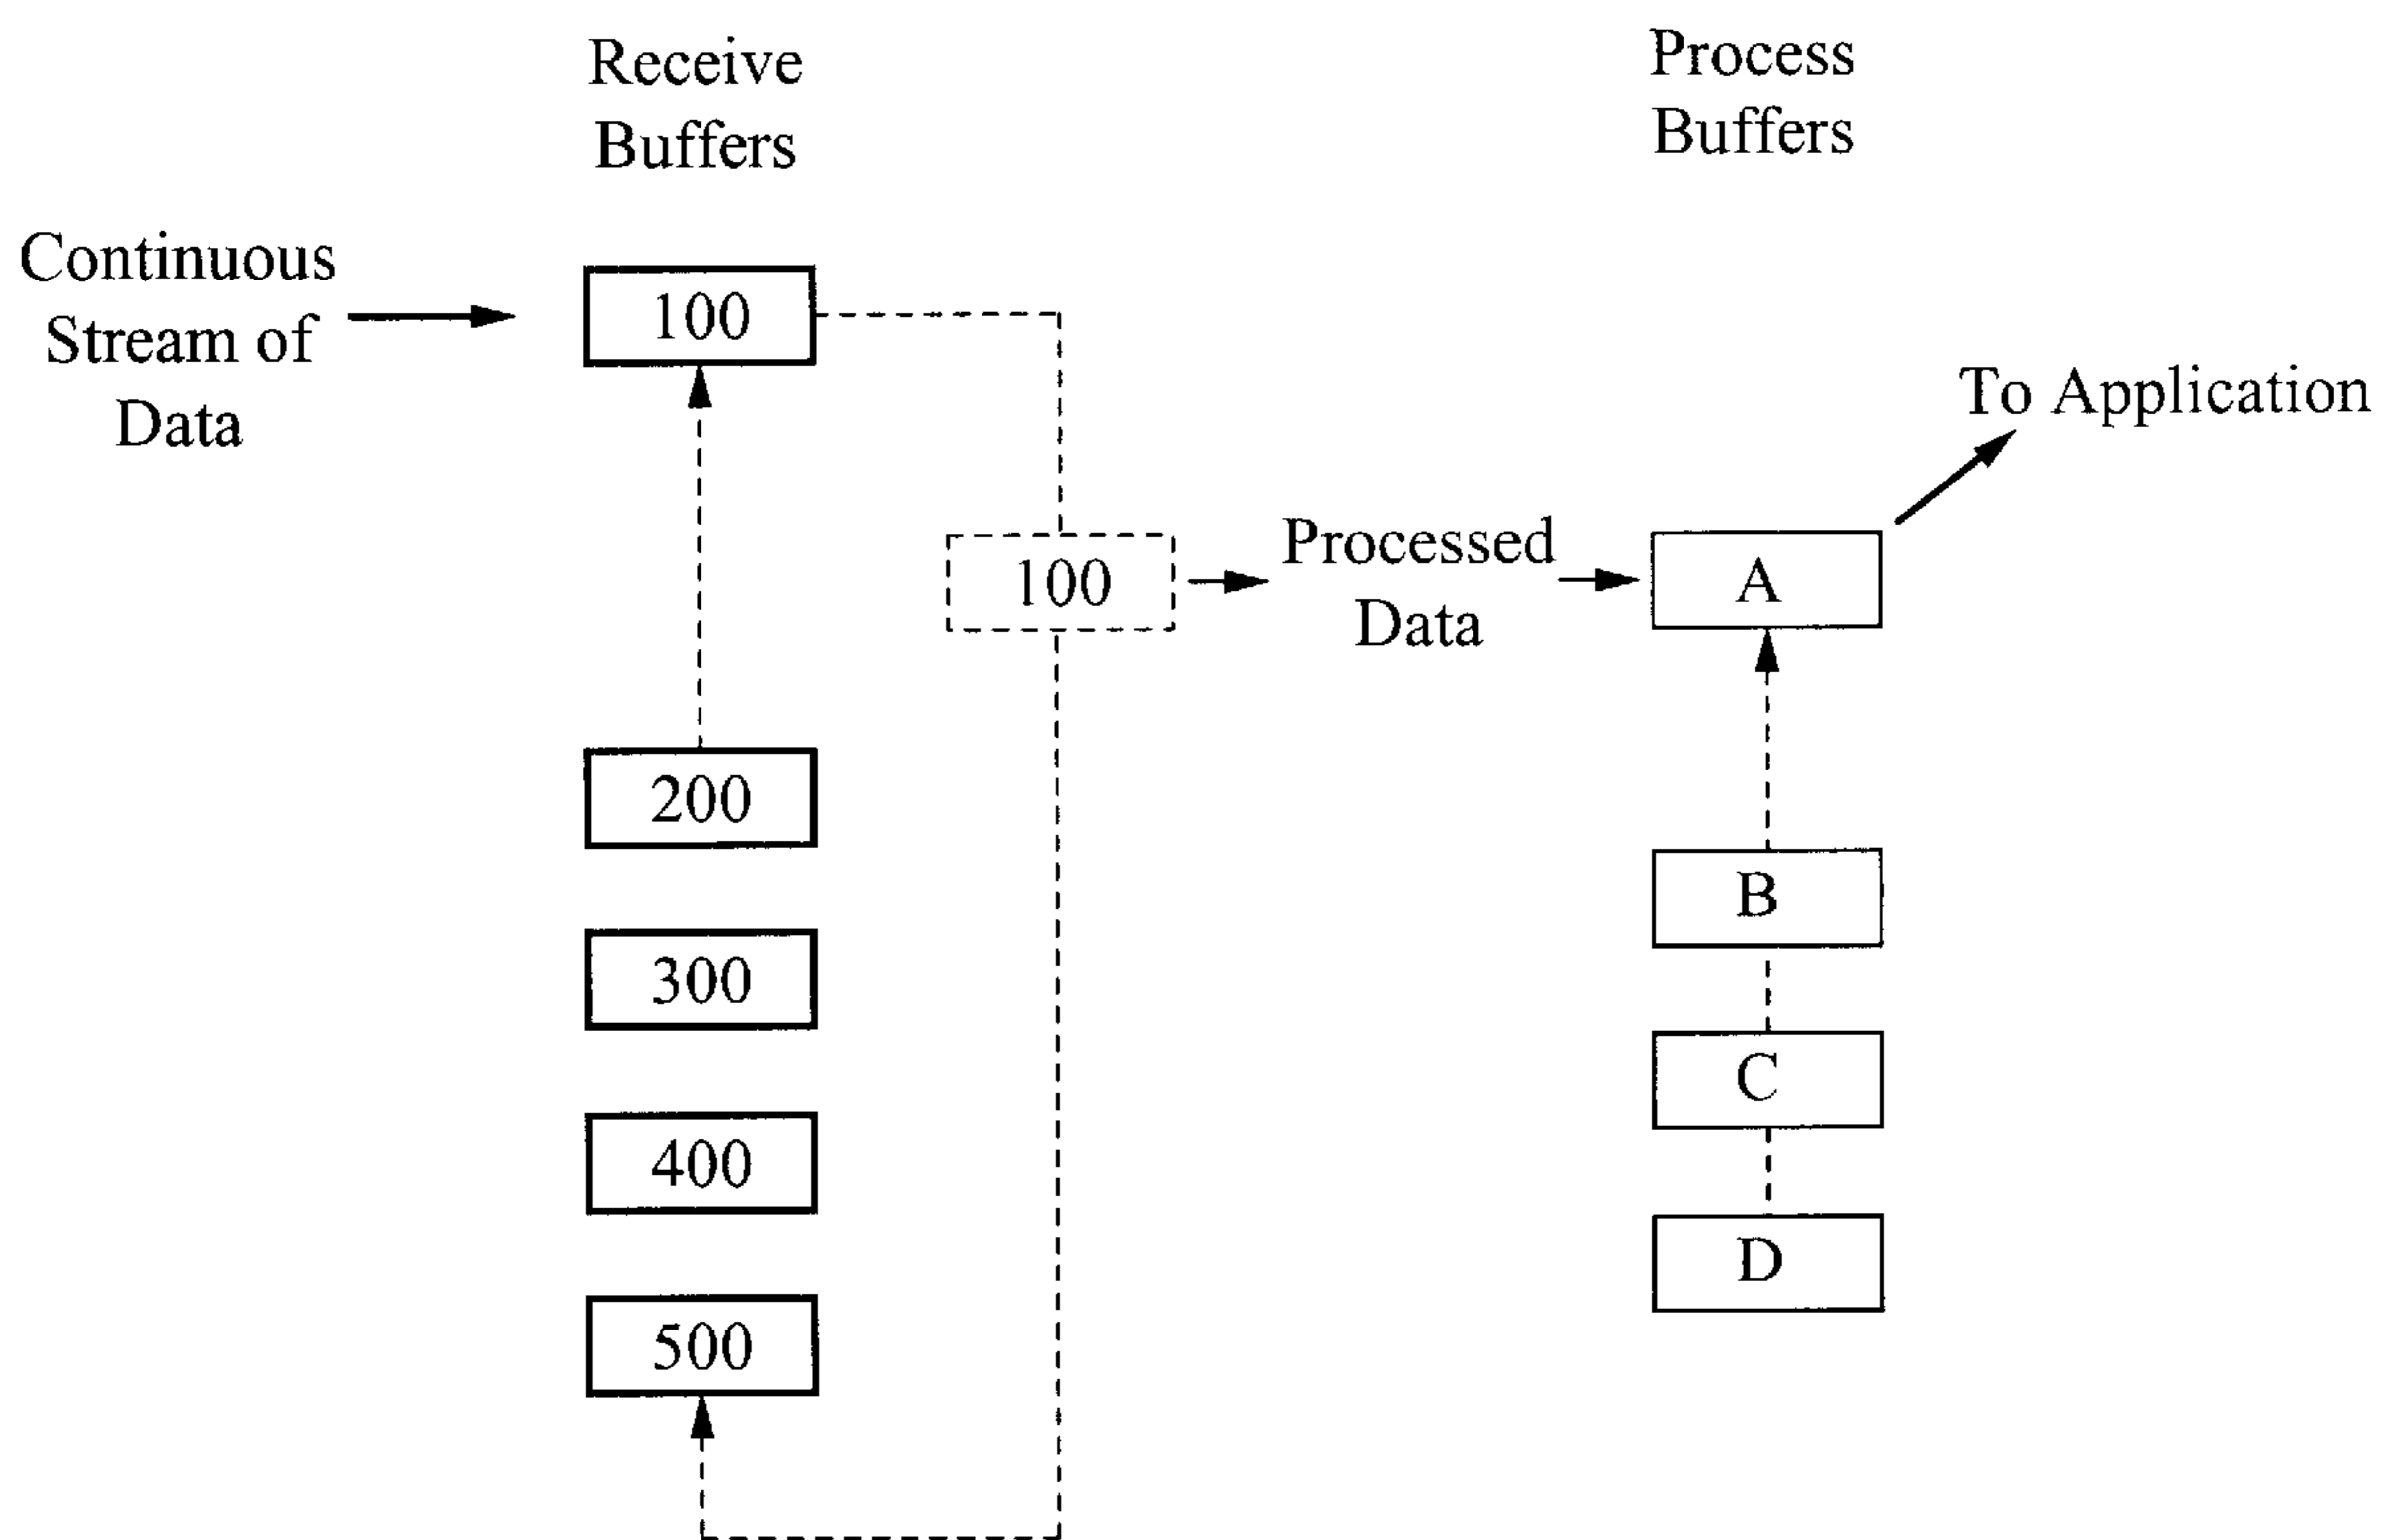 Receive
Buffers
Process
Buffers
Continuous
Stream of
Data
100
To Application
100
Processed
Data
A
200
B
300
C
400
D
500